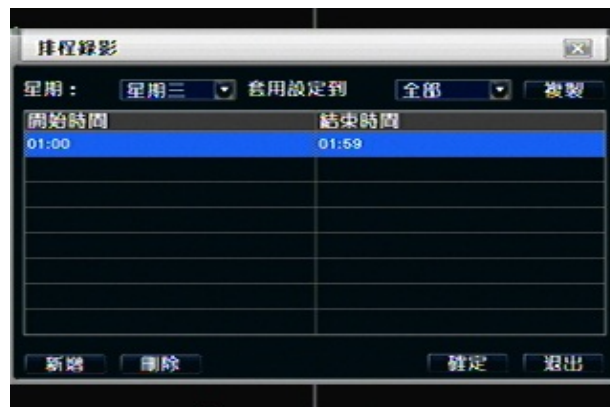 排程錄影
星期： 星期三 套用設定到 全部 複製
開始時間 結束時間
01:00 01:59
新增 刪除 確定 退出